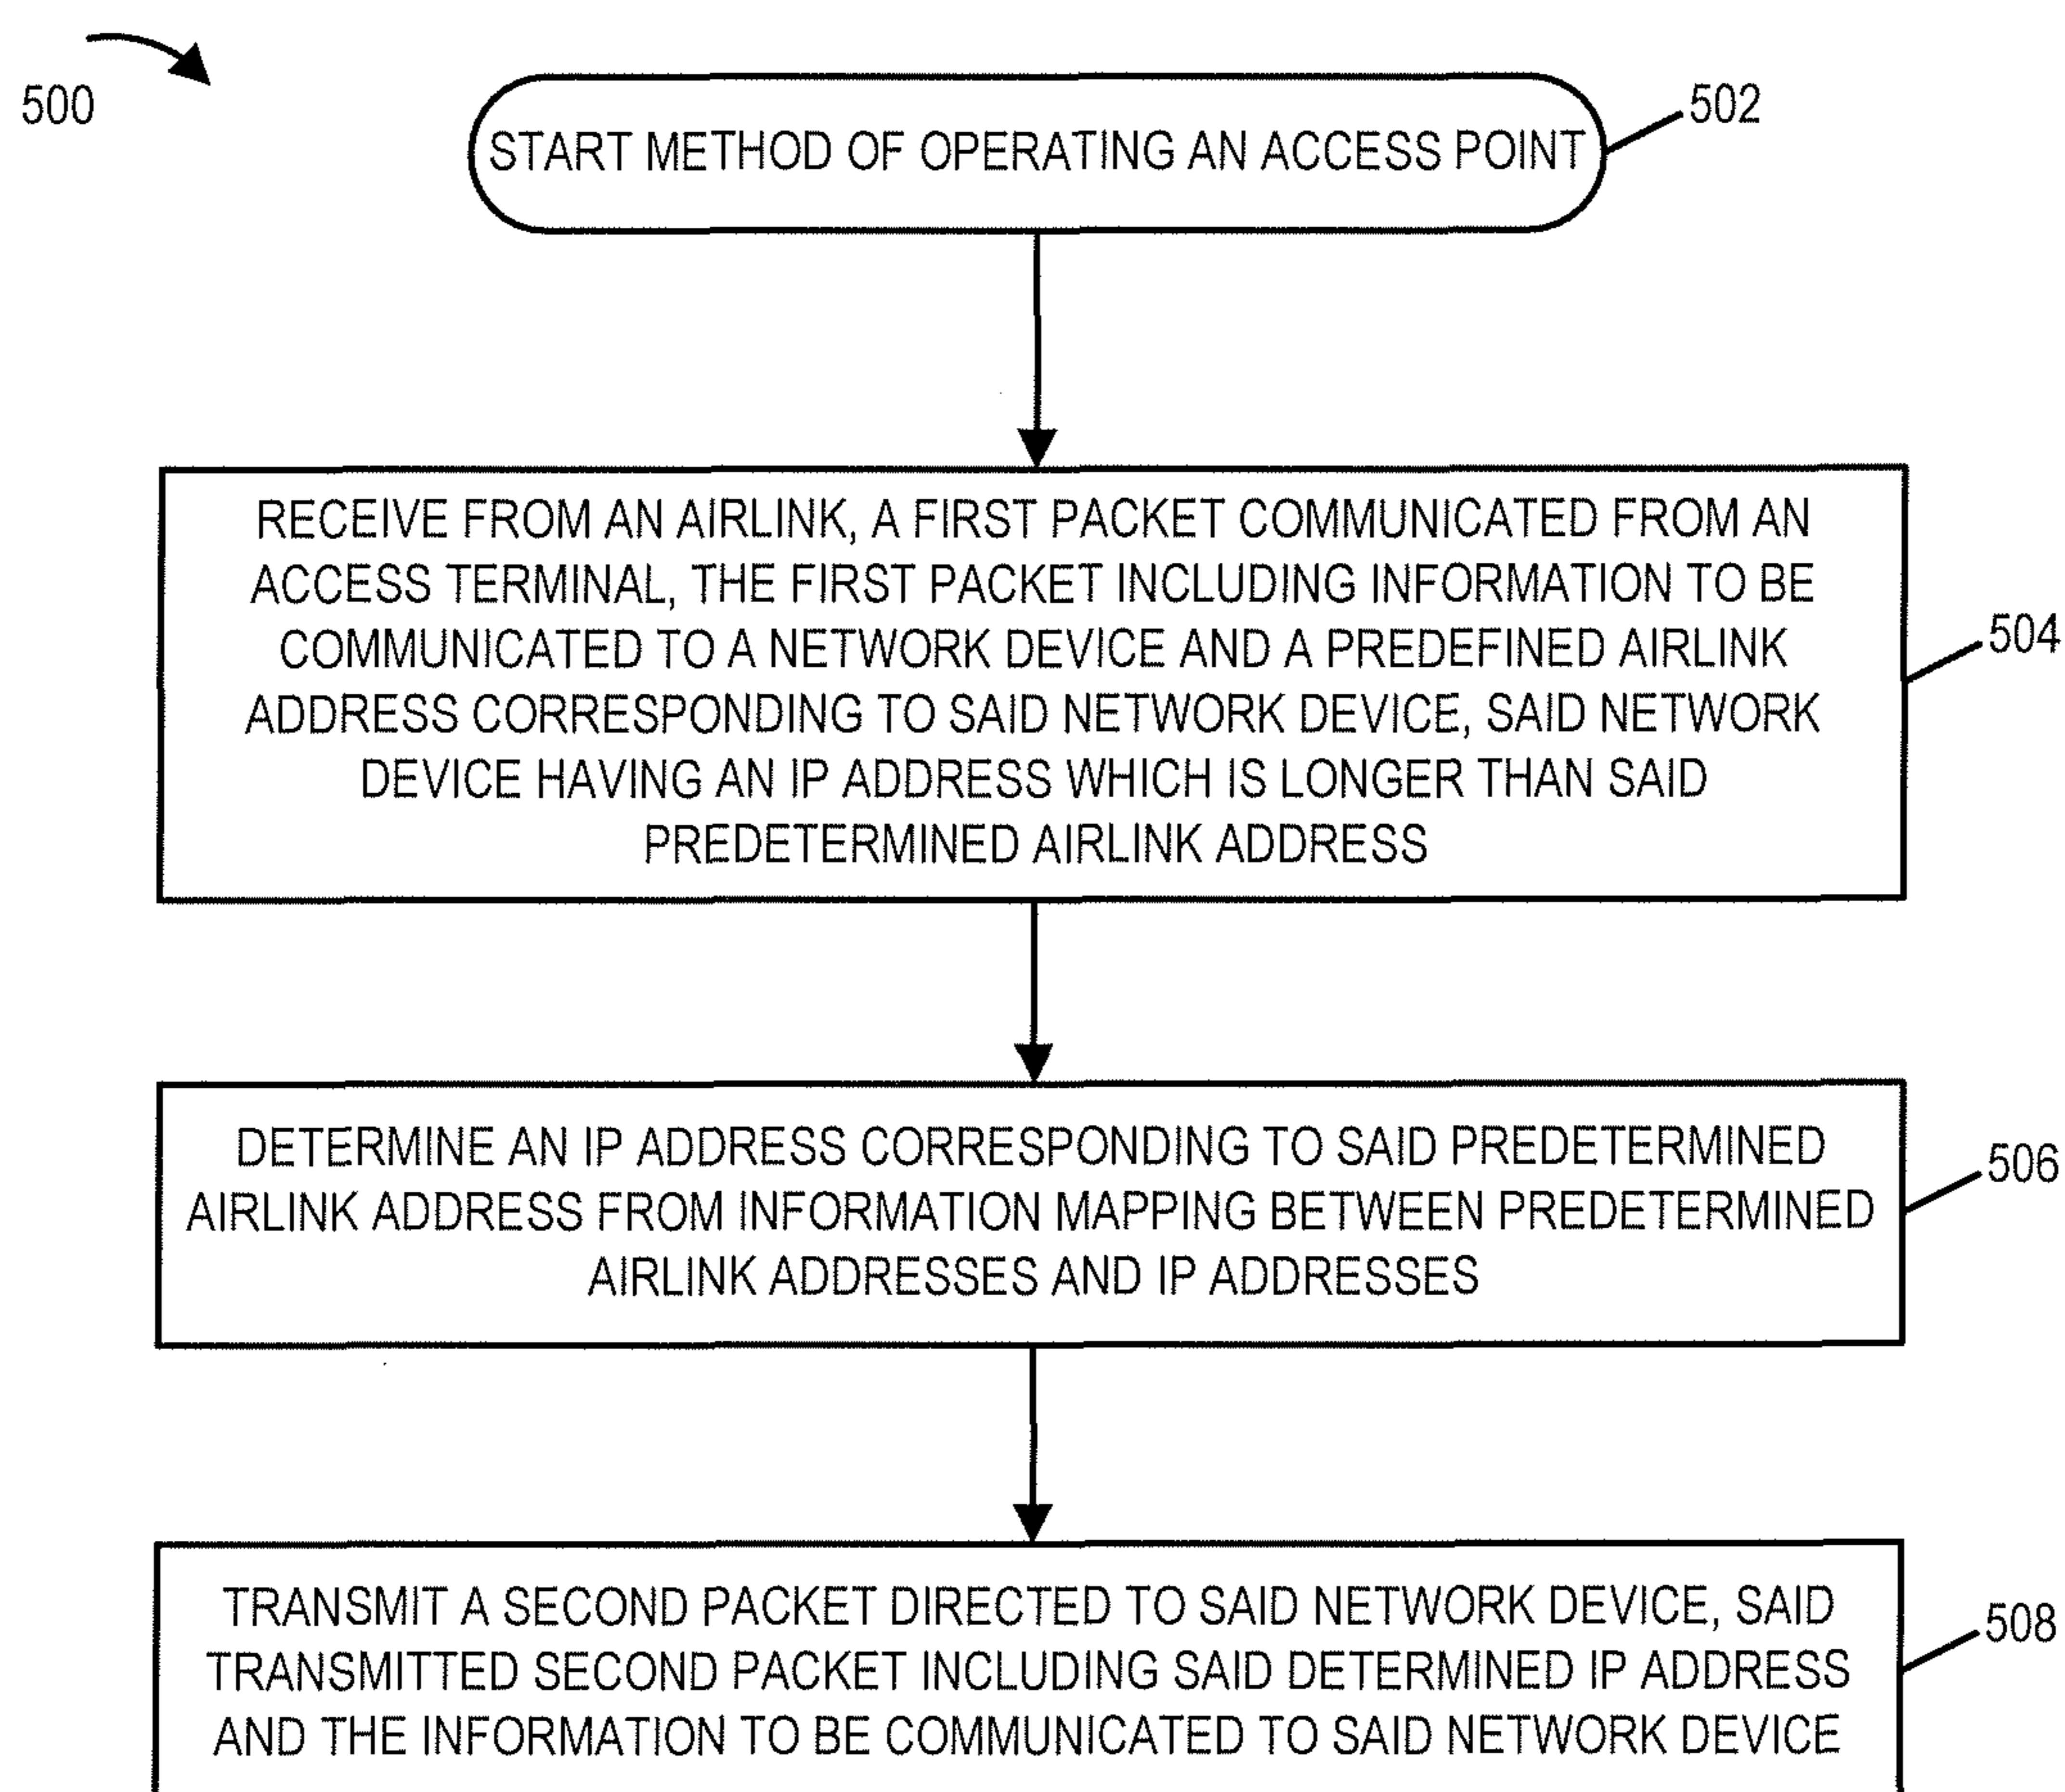 500
START METHOD OF OPERATING AN ACCESS POINT
502
RECEIVE FROM AN AIRLINK, A FIRST PACKET COMMUNICATED FROM AN
ACCESS TERMINAL, THE FIRST PACKET INCLUDING INFORMATION TO BE
COMMUNICATED TO A NETWORK DEVICE AND A PREDEFINED AIRLINK
ADDRESS CORRESPONDING TO SAID NETWORK DEVICE, SAID NETWORK
DEVICE HAVING AN IP ADDRESS WHICH IS LONGER THAN SAID
PREDETERMINED AIRLINK ADDRESS
504
DETERMINE AN IP ADDRESS CORRESPONDING TO SAID PREDETERMINED
AIRLINK ADDRESS FROM INFORMATION MAPPING BETWEEN PREDETERMINED
AIRLINK ADDRESSES AND IP ADDRESSES
506
TRANSMIT A SECOND PACKET DIRECTED TO SAID NETWORK DEVICE, SAID
TRANSMITTED SECOND PACKET INCLUDING SAID DETERMINED IP ADDRESS
AND THE INFORMATION TO BE COMMUNICATED TO SAID NETWORK DEVICE
508